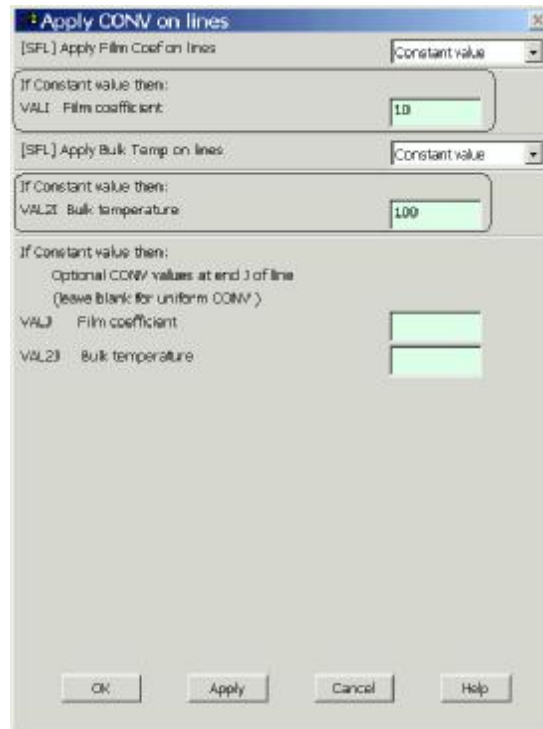 Apply CONV on lines
[SFL] Apply Film Coef on lines Constant value
If Constant value then:
VALI Film coefficient 10
[SFL] Apply Bulk Temp on lines Constant value
If Constant value then:
VAL2I Bulk temperature 100
If Constant value then:
Optional CONV values at end J of line
(leave blank for uniform CONV )
VALJ Film coefficient
VAL2J Bulk temperature
OK Apply Cancel Help